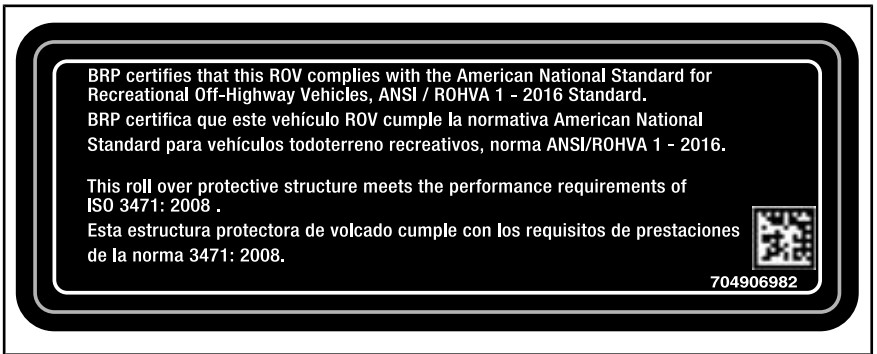 BRP certifies that this ROV complies with the American National Standard for
Recreational Off-Highway Vehicles, ANSI / ROHVA 1 - 2016 Standard.
BRP certifica que este vehículo ROV cumple la normativa American National
Standard para vehículos todoterreno recreativos, norma ANSI/ROHVA 1 - 2016.
This roll over protective structure meets the performance requirements of
ISO 3471: 2008 .
Esta estructura protectora de volcado cumple con los requisitos de prestaciones
de la norma 3471: 2008.
704906982